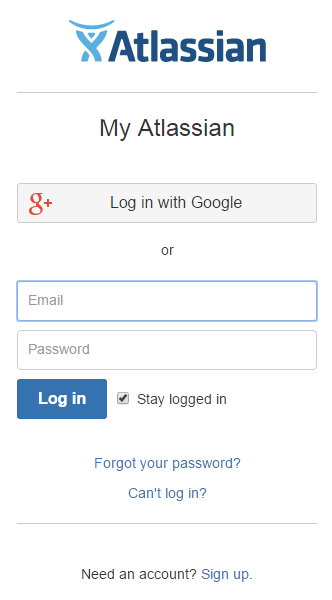 Atlassian
My Atlassian
g+ Log in with Google
or
Email
Password
Log in Stay logged in
Forgot your password?
Can't log in?
Need an account? Sign up.